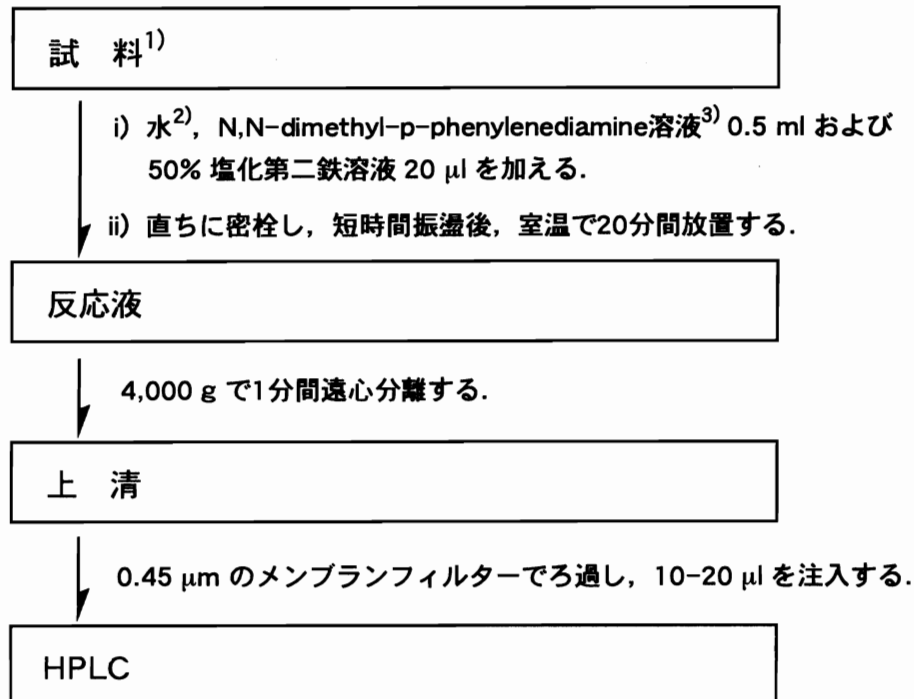 試 料1)
i) 水2), N,N-dimethyl-p-phenylenediamine溶液3) 0.5 ml および
50% 塩化第二鉄溶液 20 μl を加える.
ii) 直ちに密栓し, 短時間振盪後, 室温で20分間放置する.
反応液
4,000 g で1分間遠心分離する.
上 清
0.45 μm のメンブランフィルターでろ過し, 10-20 μl を注入する.
HPLC